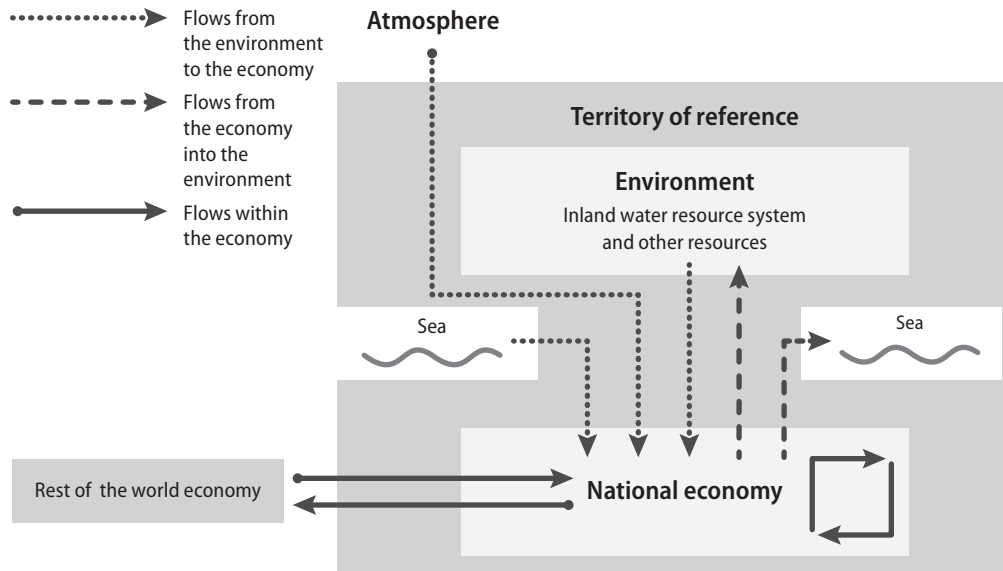 Flows from
the environment
to the economy
Flows from
the economy
into the
environment
Flows within
the economy
Atmosphere
Territory of reference
Environment
Inland water resource system
and other resources
Sea
Sea
Rest of the world economy
National economy